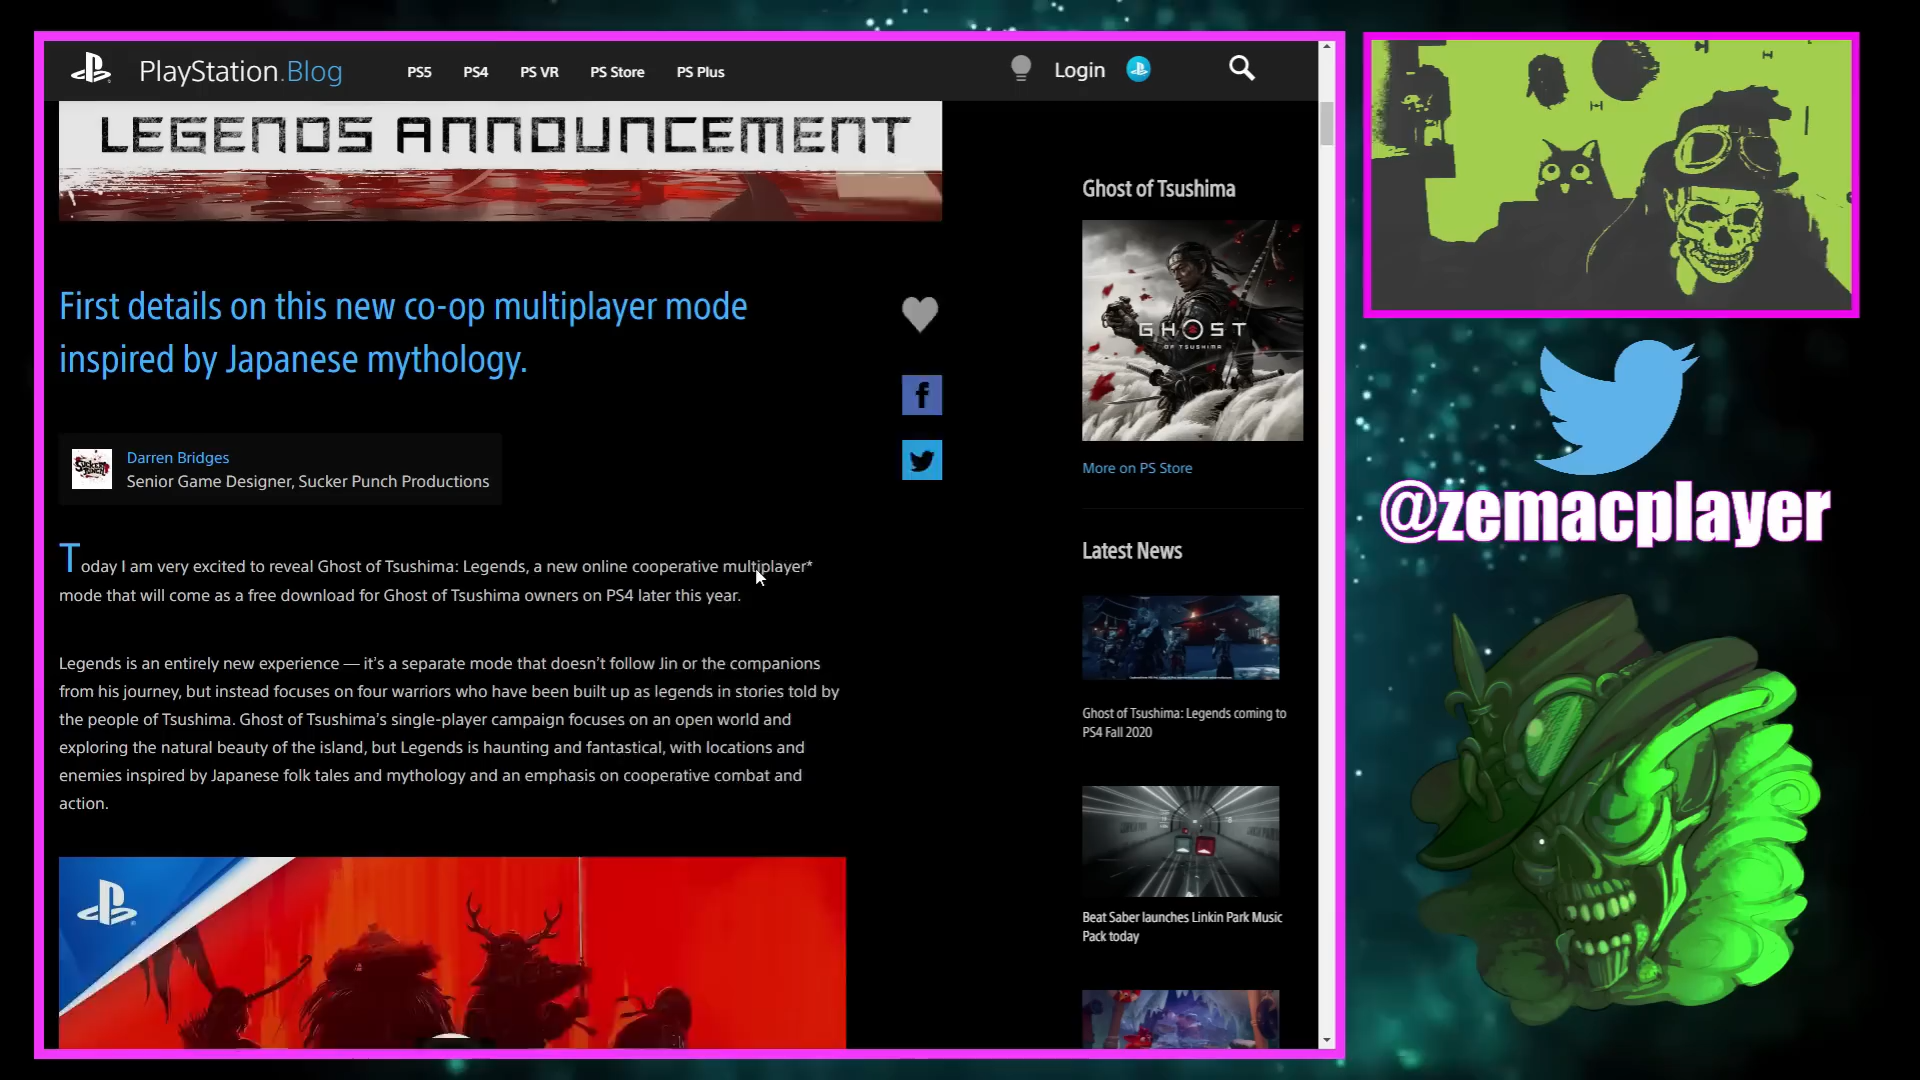 PlayStation.Blog
PS5
PS4
PS VR
PS Store
PS Plus
Login
LEGENDS ANNOUNCEMENT
First details on this new co-op multiplayer mode
inspired by Japanese mythology.
SUCKER PUNCH
Darren Bridges
Senior Game Designer, Sucker Punch Productions
Today I am very excited to reveal Ghost of Tsushima: Legends, a new online cooperative multiplayer*
mode that will come as a free download for Ghost of Tsushima owners on PS4 later this year.
Legends is an entirely new experience — it’s a separate mode that doesn’t follow Jin or the companions
from his journey, but instead focuses on four warriors who have been built up as legends in stories told by
the people of Tsushima. Ghost of Tsushima’s single-player campaign focuses on an open world and
exploring the natural beauty of the island, but Legends is haunting and fantastical, with locations and
enemies inspired by Japanese folk tales and mythology and an emphasis on cooperative combat and
action.
Ghost of Tsushima
GHOST
OF TSUSHIMA
More on PS Store
Latest News
Ghost of Tsushima: Legends coming to
PS4 Fall 2020
Beat Saber launches Linkin Park Music
Pack today
@zemacplayer